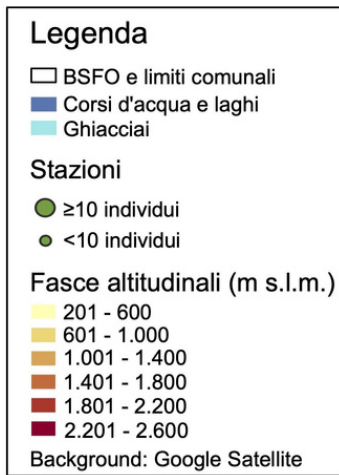 Legenda
BSFO e limiti comunali
Corsi d'acqua e laghi
Ghiacciai
Stazioni
≥10 individui
<10 individui
Fasce altitudinali (m s.l.m.)
201 - 600
601 - 1.000
1.001 - 1.400
1.401 - 1.800
1.801 - 2.200
2.201 - 2.600
Background: Google Satellite